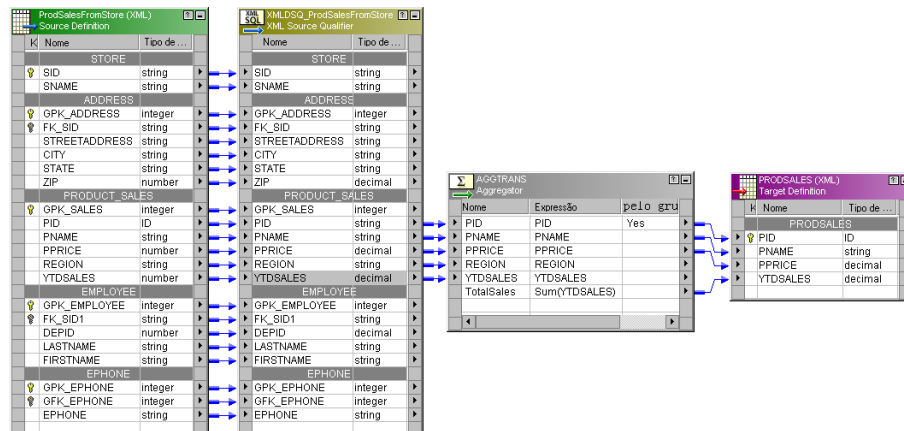 ProdSalesFromStore (XML)
Source Definition
K Nome Tipo de ...
STORE
SID string
SNAME string
ADDRESS
GPK_ADDRESS integer
FK_SID string
STREETADDRESS string
CITY string
STATE string
ZIP number
PRODUCT_SALES
GPK_SALES integer
PID ID
PNAME string
PPRICE number
REGION string
YTDSALES number
EMPLOYEE
GPK_EMPLOYEE integer
FK_SID1 string
DEPID number
LASTNAME string
FIRSTNAME string
EPHONE
GPK_EPHONE integer
GFK_EPHONE integer
EPHONE string
XML SQL
XMLDSQ_ProdSalesFromStore
XML Source Qualifier
Nome Tipo de ...
STORE
SID string
SNAME string
ADDRESS
GPK_ADDRESS integer
FK_SID string
STREETADDRESS string
CITY string
STATE string
ZIP decimal
PRODUCT_SALES
GPK_SALES integer
PID string
PNAME string
PPRICE decimal
REGION string
YTDSALES decimal
EMPLOYEE
GPK_EMPLOYEE integer
FK_SID1 string
DEPID decimal
LASTNAME string
FIRSTNAME string
EPHONE
GPK_EPHONE integer
GFK_EPHONE integer
EPHONE string
Σ AGGTRANS
Aggregator
Nome Expressão pelo gru
PID PID Yes
PNAME PNAME
PPRICE PPRICE
REGION REGION
YTDSALES YTDSALES
TotalSales Sum(YTDSALES)
PRODSALES (XML)
Target Definition
K Nome Tipo de ...
PRODSALES
PID ID
PNAME string
PPRICE decimal
YTDSALES decimal